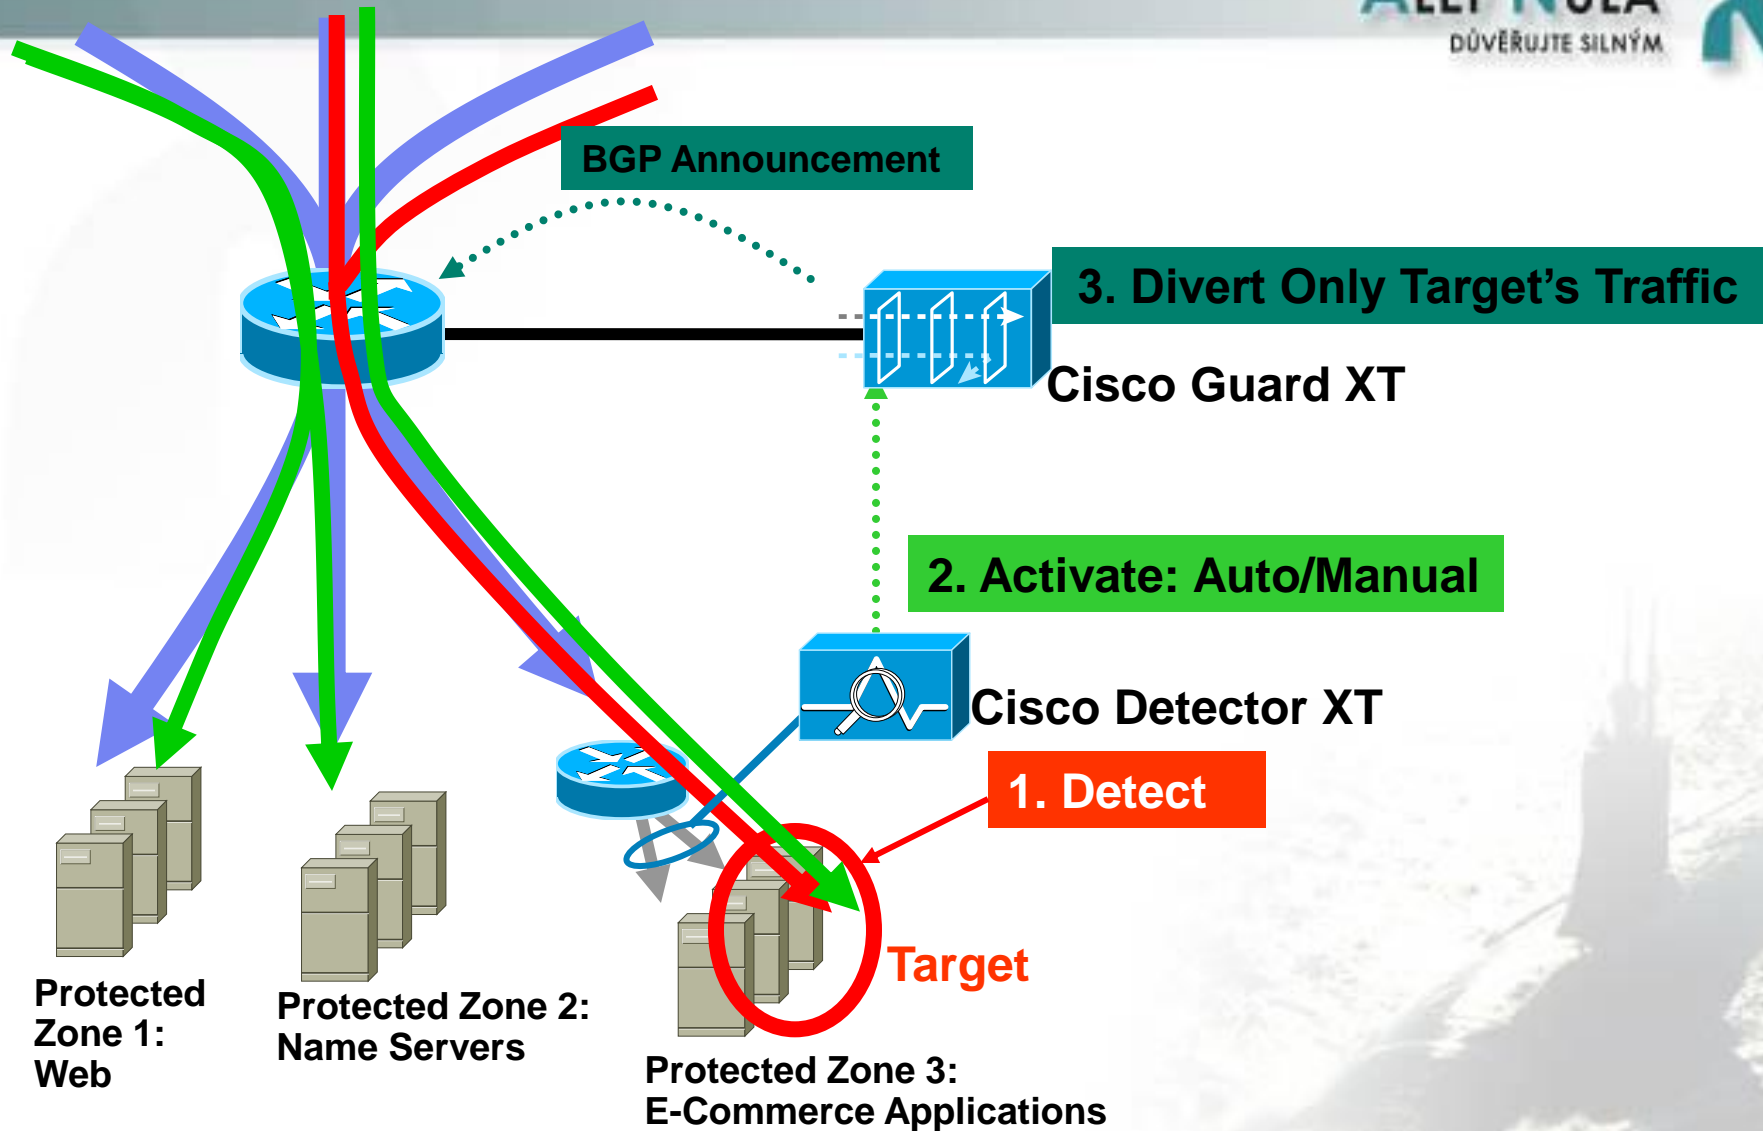 DŮVĚRUJTE SILNÝM
BGP Announcement
3. Divert Only Target's Traffic
Cisco Guard XT
2. Activate: Auto/Manual
Cisco Detector XT
1. Detect
Target
Protected
Zone 1:
Web
Protected Zone 2:
Name Servers
Protected Zone 3:
E-Commerce Applications